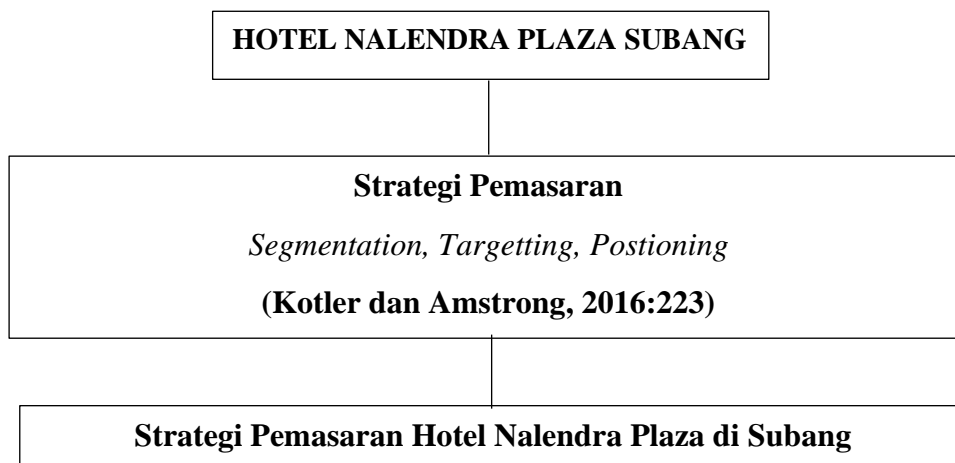 HOTEL NALENDRA PLAZA SUBANG
Strategi Pemasaran
Segmentation, Targetting, Postioning
(Kotler dan Amstrong, 2016:223)
Strategi Pemasaran Hotel Nalendra Plaza di Subang